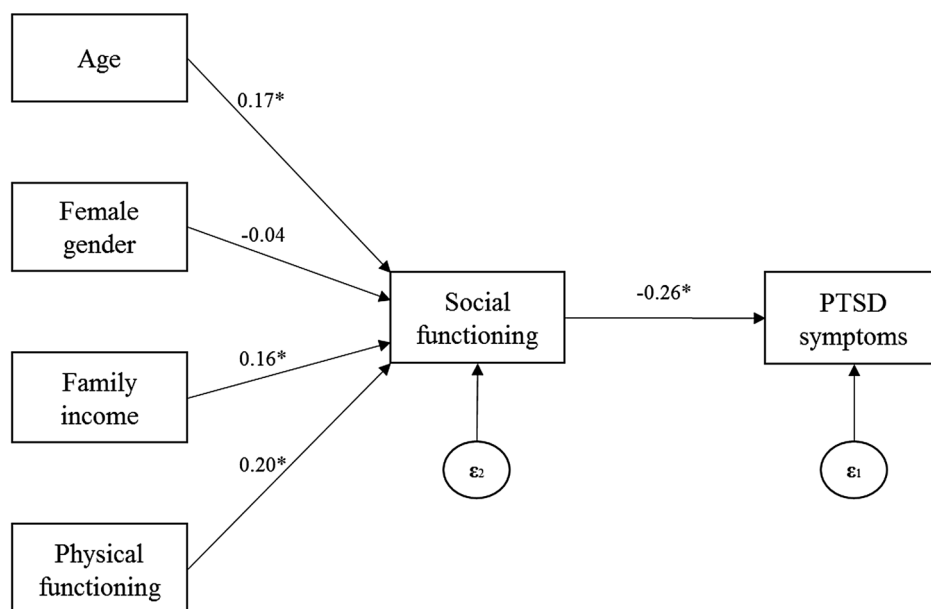 Age
0.17*
Female
gender
-0.04
Social
functioning
-0.26*
PTSD
symptoms
Family
income
0.16*
0.20*
ε2
ε1
Physical
functioning